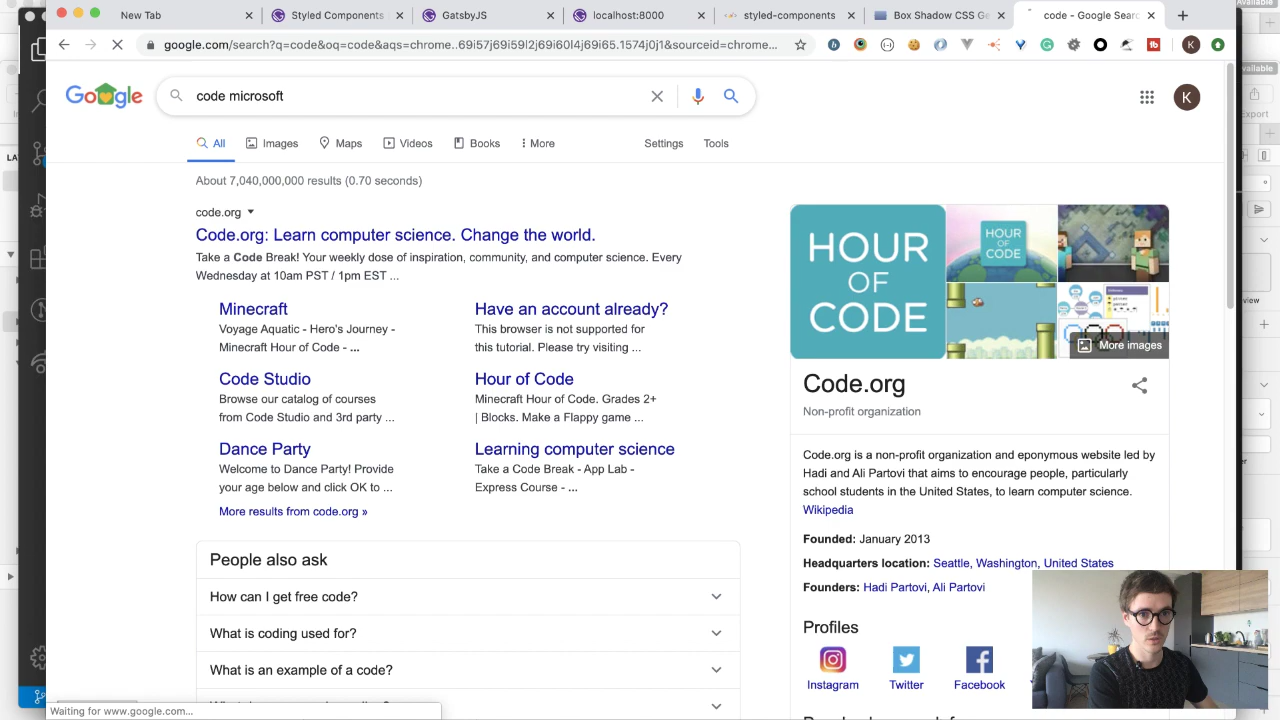 New Tab
Styled Components
GatsbyJS
localhost:8000
styled-components
Box Shadow CSS Ge
code - Google Searc
google.com/search?q=code&oq=code&aqs=chrome.69i57j69i59l2j69i60l4j69i65.1574j0j1&sourceid=chrome...
K
Google
code microsoft
K
All
Images
Maps
Videos
Books
More
Settings
Tools
About 7,040,000,000 results (0.70 seconds)
code.org
Code.org: Learn computer science. Change the world.
Take a Code Break: Your weekly dose of inspiration, community, and computer science. Every
Wednesday at 10am PST / 1pm EST ...
Minecraft
Voyage Aquatic - Hero's Journey -
Minecraft Hour of Code - ...
Have an account already?
This browser is not supported for
this tutorial. Please try visiting ...
Code Studio
Browse our catalog of courses
from Code Studio and 3rd party ...
Hour of Code
Minecraft Hour of Code. Grades 2+
| Blocks. Make a Flappy game ...
Dance Party
Welcome to Dance Party! Provide
your age below and click OK to ...
Learning computer science
Take a Code Break - App Lab -
Express Course - ...
More results from code.org »
People also ask
How can I get free code?
What is coding used for?
What is an example of a code?
HOUR
OF
CODE
HOUR
OF
CODE
More images
Code.org
Non-profit organization
Code.org is a non-profit organization and eponymous website led by
Hadi and Ali Partovi that aims to encourage people, particularly
school students in the United States, to learn computer science.
Wikipedia
Founded: January 2013
Headquarters location: Seattle, Washington, United States
Founders: Hadi Partovi, Ali Partovi
Profiles
Instagram
Twitter
Facebook
Waiting for www.google.com...
LA
vailable
vailable
xport
view
er